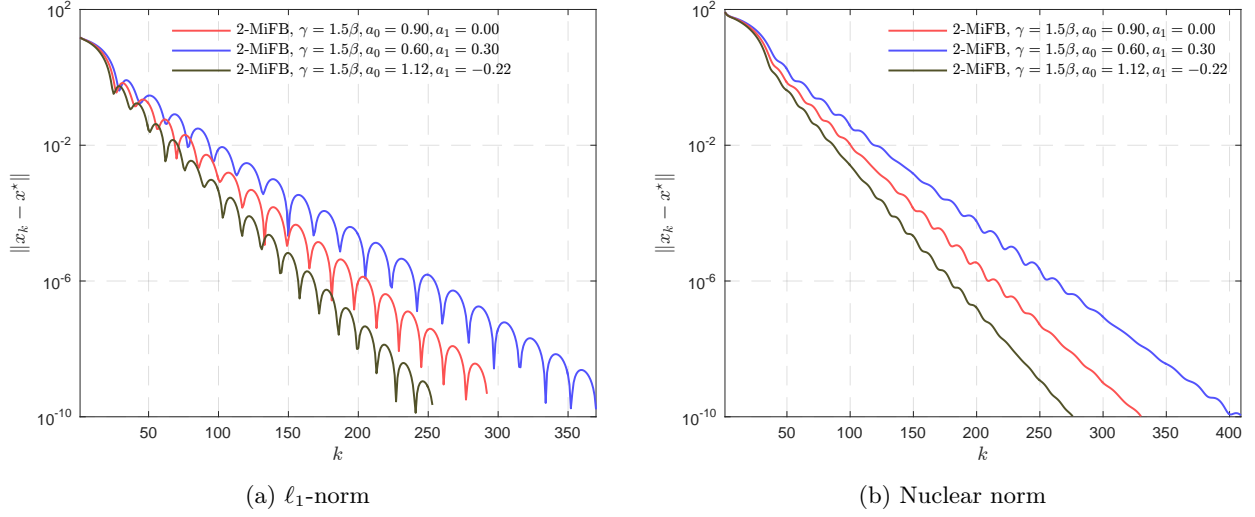 10^2
10^{-2}
10^{-6}
10^{-10}
‖x_k − x^⋆‖
2-MiFB, γ = 1.5β, a_0 = 0.90, a_1 = 0.00
2-MiFB, γ = 1.5β, a_0 = 0.60, a_1 = 0.30
2-MiFB, γ = 1.5β, a_0 = 1.12, a_1 = −0.22
50 100 150 200 250 300 350
k
(a) ℓ_1-norm
10^2
10^{-2}
10^{-6}
10^{-10}
‖x_k − x^⋆‖
2-MiFB, γ = 1.5β, a_0 = 0.90, a_1 = 0.00
2-MiFB, γ = 1.5β, a_0 = 0.60, a_1 = 0.30
2-MiFB, γ = 1.5β, a_0 = 1.12, a_1 = −0.22
50 100 150 200 250 300 350 400
k
(b) Nuclear norm